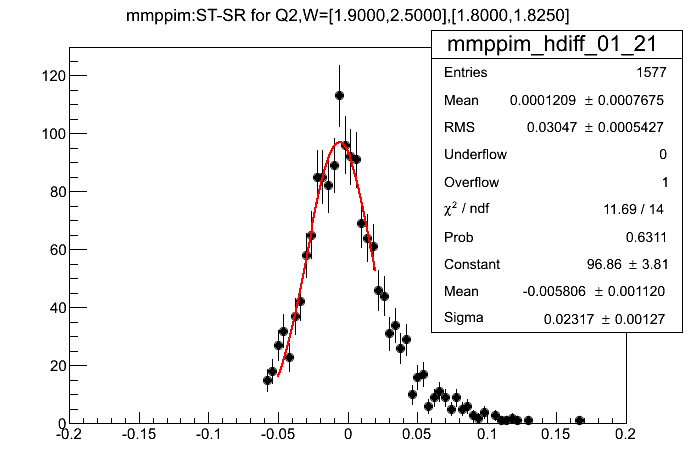 mmppim:ST-SR for Q2,W=[1.9000,2.5000],[1.8000,1.8250]
mmppim_hdiff_01_21
Entries 1577
Mean 0.0001209 ± 0.0007675
RMS 0.03047 ± 0.0005427
Underflow 0
Overflow 1
χ² / ndf 11.69 / 14
Prob 0.6311
Constant 96.86 ± 3.81
Mean -0.005806 ± 0.001120
Sigma 0.02317 ± 0.00127
120
100
80
60
40
20
0
-0.2 -0.15 -0.1 -0.05 0 0.05 0.1 0.15 0.2